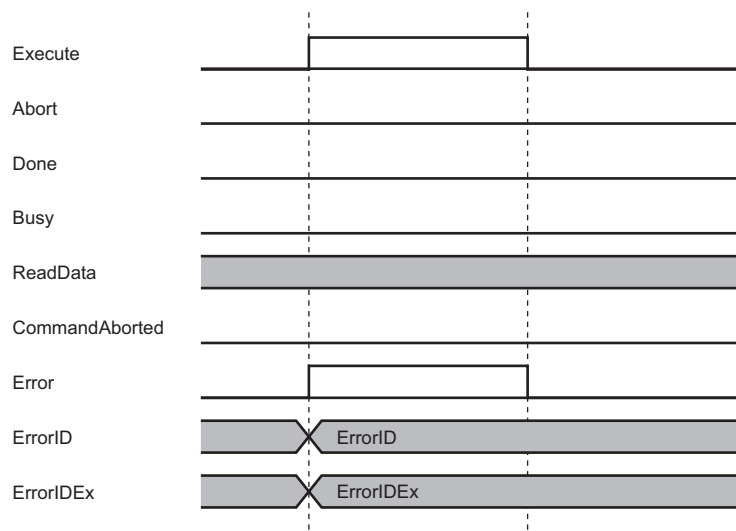 Execute
Abort
Done
Busy
ReadData
CommandAborted
Error
ErrorID ErrorID
ErrorIDEx ErrorIDEx